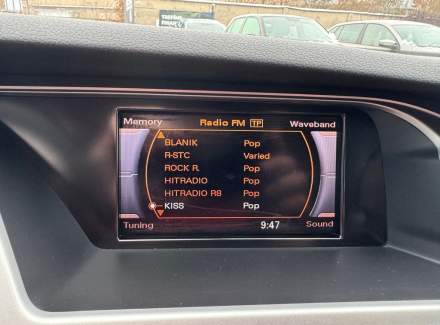 Memory Radio FM TP Waveband
BLANIK Pop
R-STC Varied
ROCK R. Pop
HITRADIO Pop
HITRADIO R8 Pop
KISS Pop
Tuning 9:47 Sound